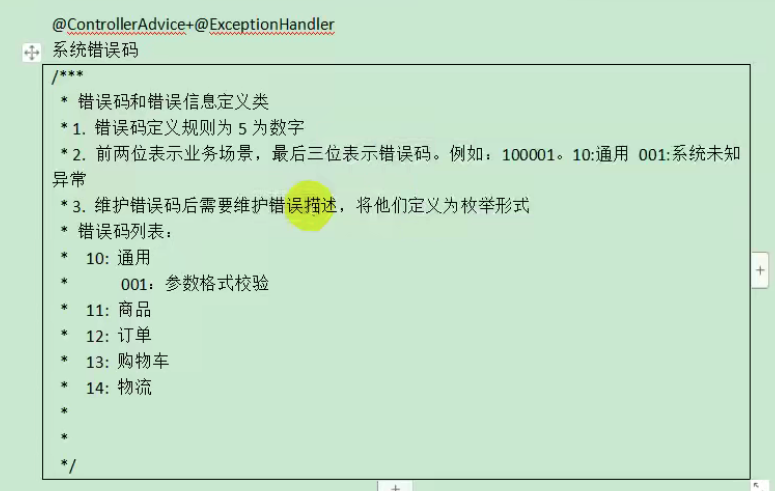 @ControllerAdvice+@ExceptionHandler
系统错误码
/***
* 错误码和错误信息定义类
* 1. 错误码定义规则为 5 为数字
* 2. 前两位表示业务场景，最后三位表示错误码。例如：100001。10:通用 001:系统未知
异常
* 3. 维护错误码后需要维护错误描述，将他们定义为枚举形式
* 错误码列表：
* 10: 通用
* 001：参数格式校验
* 11: 商品
* 12: 订单
* 13: 购物车
* 14: 物流
*
*
*/